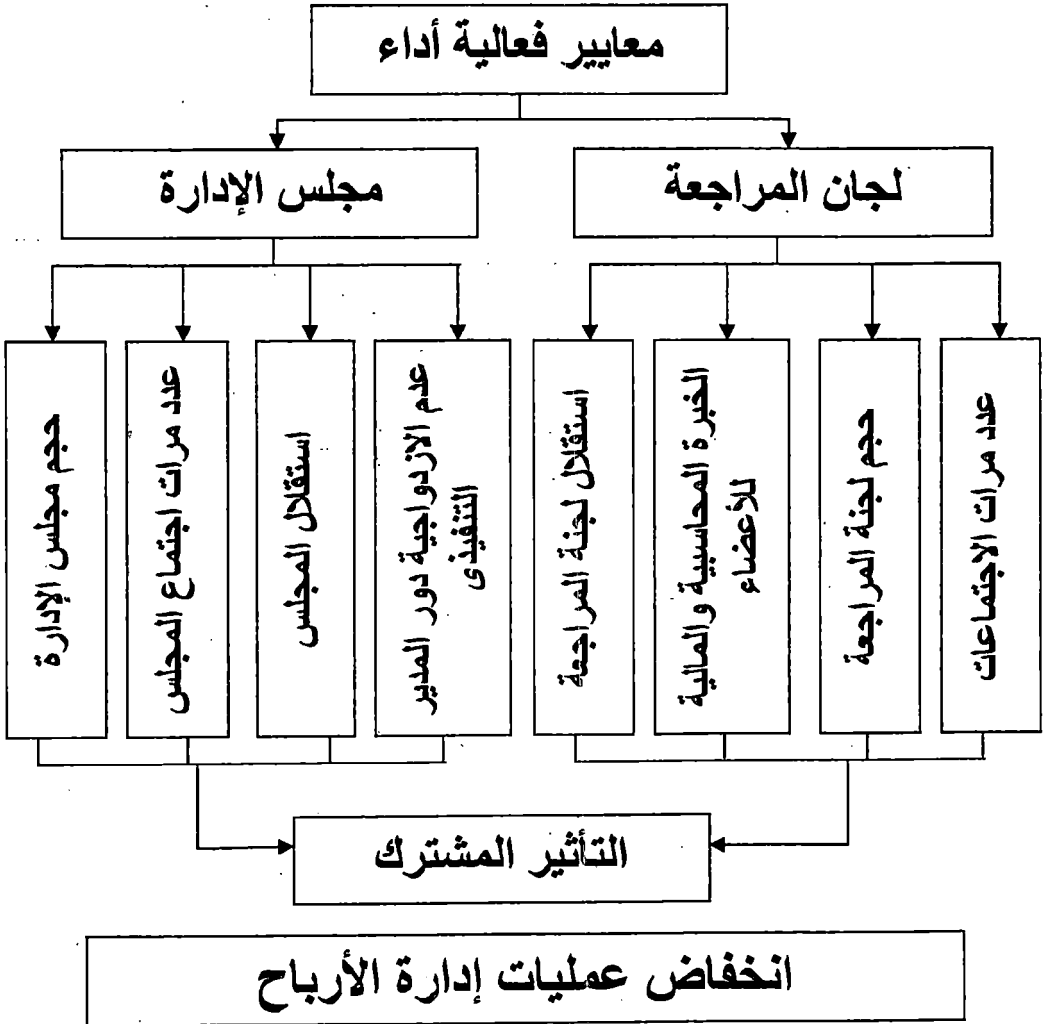 معايير فعالية أداء
لجان المراجعة
مجلس الإدارة
عدد مرات الاجتماعات
حجم لجنة المراجعة
الخبرة المحاسبية والمالية
للأعضاء
استقلال لجنة المراجعة
عدم الازدواجية دور المدير
التنفيذى
استقلال المجلس
عدد مرات اجتماع المجلس
حجم مجلس الإدارة
التأثير المشترك
انخفاض عمليات إدارة الأرباح